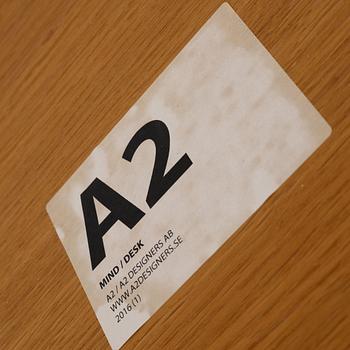 A2
MIND / DESK
A2 / A2 DESIGNERS AB
WWW.A2DESIGNERS.SE
2016 (1)